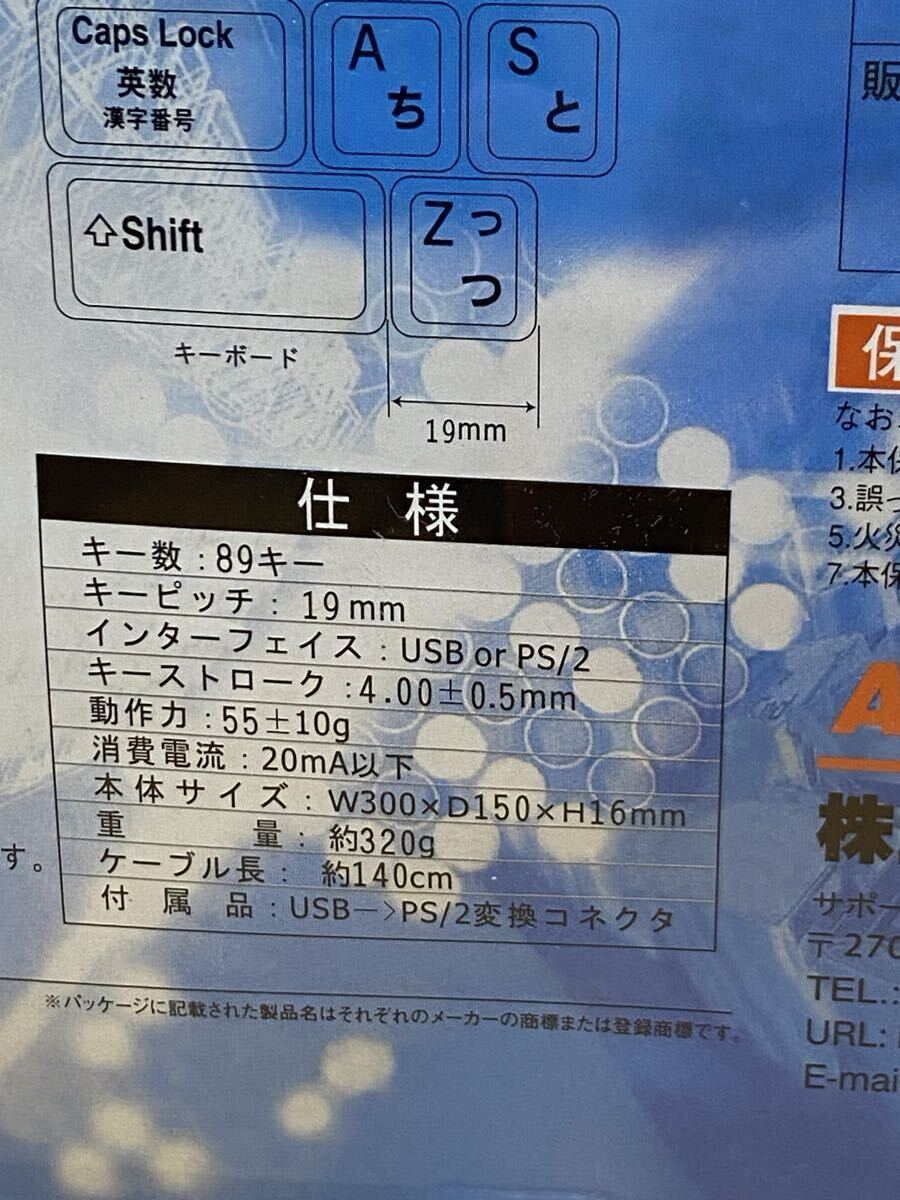 Caps Lock
英数
漢字番号
A
ち
S
と
⇧Shift
Zっ
つ
キーボード
19mm
仕 様
キー数：89キー
キーピッチ： 19mm
インターフェイス：USB or PS/2
キーストローク：4.00±0.5mm
動作力：55±10g
消費電流：20mA以下
本体サイズ：W300×D150×H16mm
重 量：約320g
ケーブル長： 約140cm
付属品：USB—>PS/2変換コネクタ
す。
※パッケージに記載された製品名はそれぞれのメーカーの商標または登録商標です。
販
保
なお
1.本保
3.誤っ
5.火災
7.本保
A
株
サポー
〒270
TEL.:
URL:
E-mai